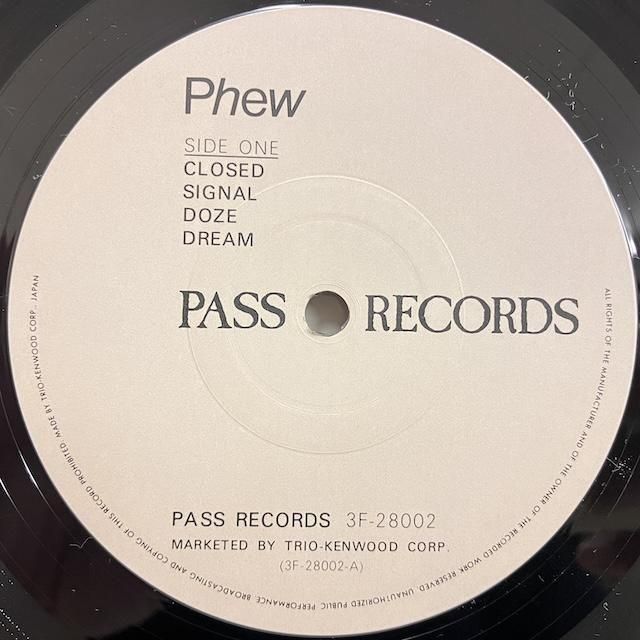 Phew
SIDE ONE
CLOSED
SIGNAL
DOZE
DREAM
PASS RECORDS
PASS RECORDS 3F-28002
MARKETED BY TRIO-KENWOOD CORP.
(3F-28002-A)
ALL RIGHTS OF THE MANUFACTURER AND OF THE OWNER OF THE RECORDED WORK RESERVED. UNAUTHORIZED PUBLIC PERFORMANCE, BROADCASTING AND COPYING OF THIS RECORD PROHIBITED. MADE BY TRIO-KENWOOD CORP., JAPAN